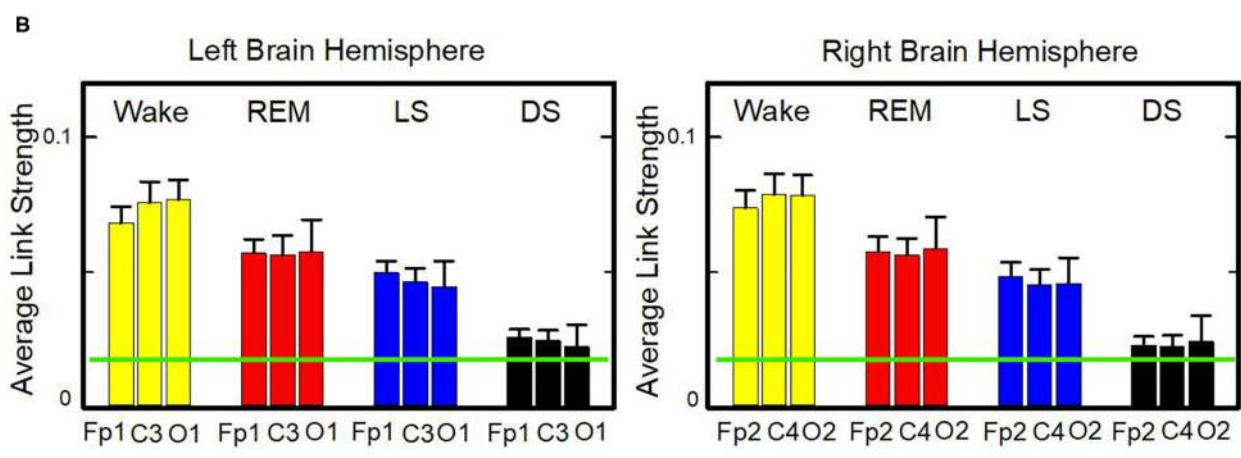 B
Left Brain Hemisphere
Average Link Strength
0.1
0
Wake REM LS DS
Fp1 C3 O1 Fp1 C3 O1 Fp1 C3 O1 Fp1 C3 O1
Right Brain Hemisphere
Average Link Strength
0.1
0
Wake REM LS DS
Fp2 C4 O2 Fp2 C4 O2 Fp2 C4 O2 Fp2 C4 O2